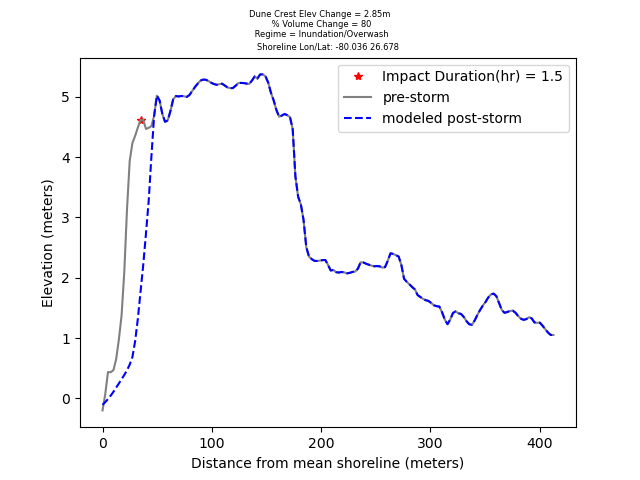 Dune Crest Elev Change = 2.85m
% Volume Change = 80
Regime = Inundation/Overwash
Shoreline Lon/Lat: -80.036 26.678
Impact Duration(hr) = 1.5
pre-storm
modeled post-storm
Elevation (meters)
5
4
3
2
1
0
0 100 200 300 400
Distance from mean shoreline (meters)